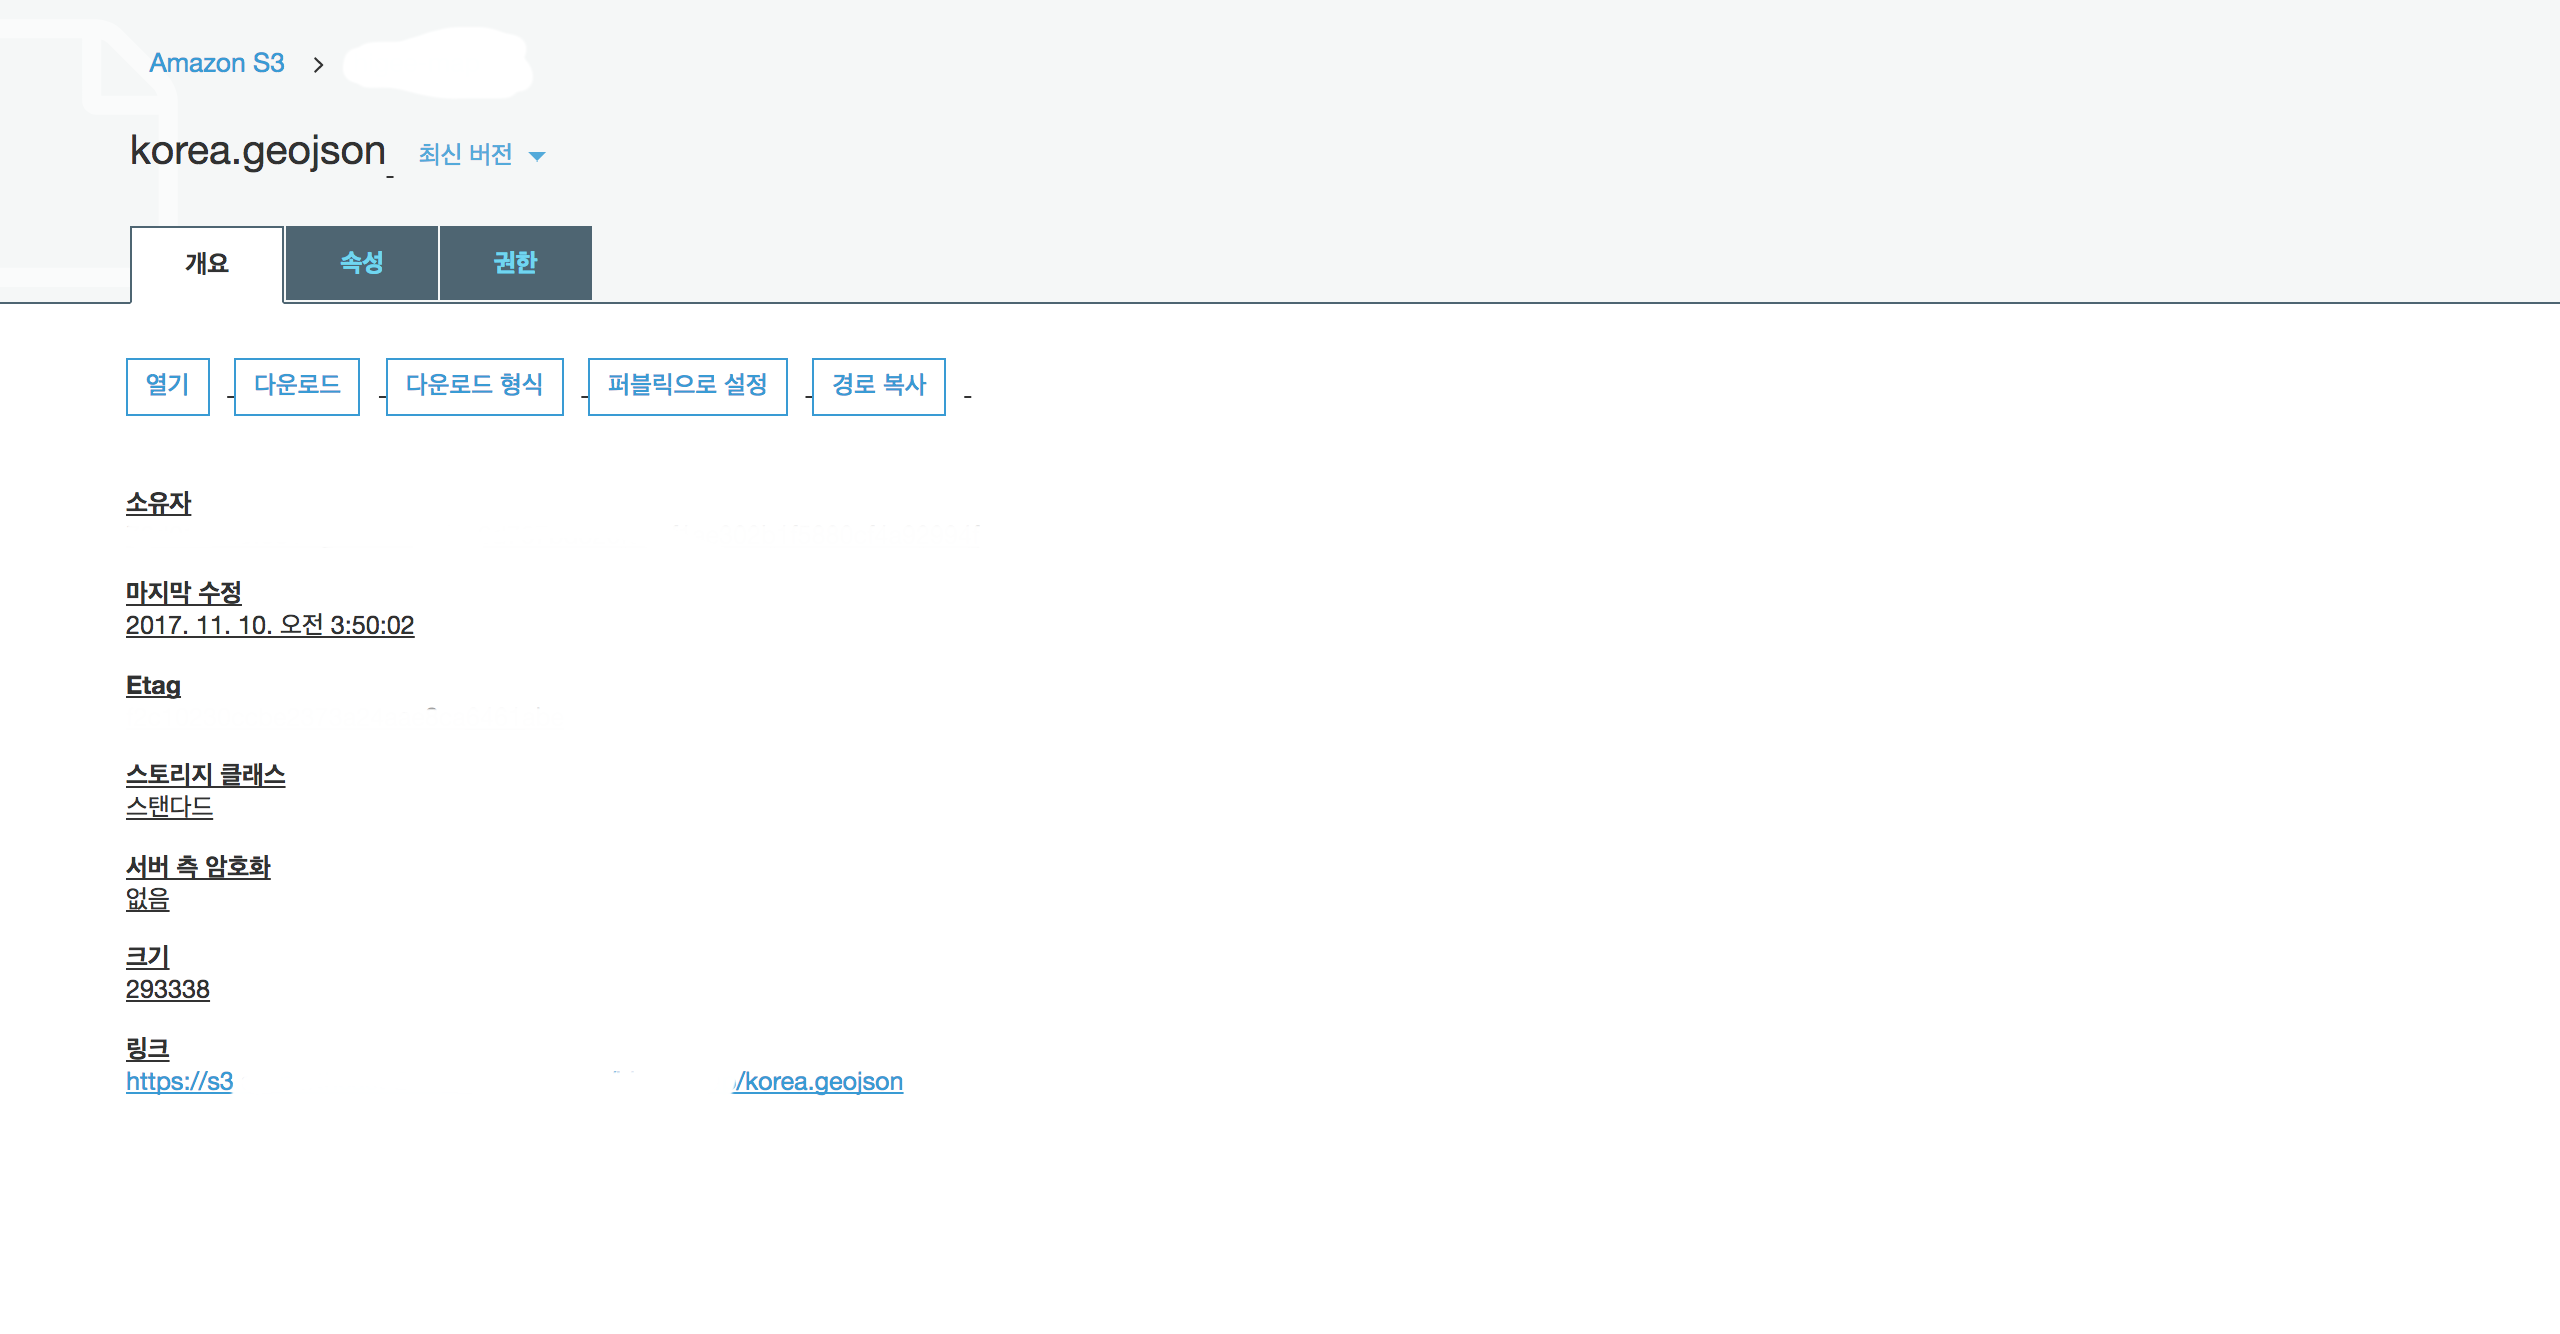 Amazon S3 >
korea.geojson 최신 버전
개요 속성 권한
열기 다운로드 다운로드 형식 퍼블릭으로 설정 경로 복사
소유자
마지막 수정
2017. 11. 10. 오전 3:50:02
Etag
스토리지 클래스
스탠다드
서버 측 암호화
없음
크기
293338
링크
https://s3 /korea.geojson